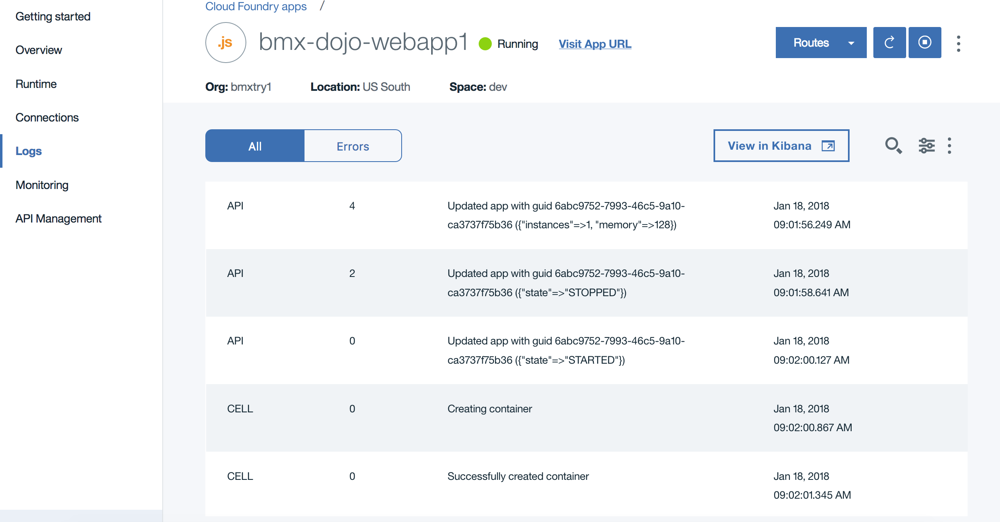 Getting started
Overview
Runtime
Connections
Logs
Monitoring
API Management
Cloud Foundry apps /
.js
bmx-dojo-webapp1
Running
Visit App URL
Routes
Org: bmxtry1
Location: US South
Space: dev
All
Errors
View in Kibana
API 4 Updated app with guid 6abc9752-7993-46c5-9a10- Jan 18, 2018
ca3737f75b36 ({"instances"=>1, "memory"=>128}) 09:01:56.249 AM
API 2 Updated app with guid 6abc9752-7993-46c5-9a10- Jan 18, 2018
ca3737f75b36 ({"state"=>"STOPPED"}) 09:01:58.641 AM
API 0 Updated app with guid 6abc9752-7993-46c5-9a10- Jan 18, 2018
ca3737f75b36 ({"state"=>"STARTED"}) 09:02:00.127 AM
CELL 0 Creating container Jan 18, 2018
09:02:00.867 AM
CELL 0 Successfully created container Jan 18, 2018
09:02:01.345 AM